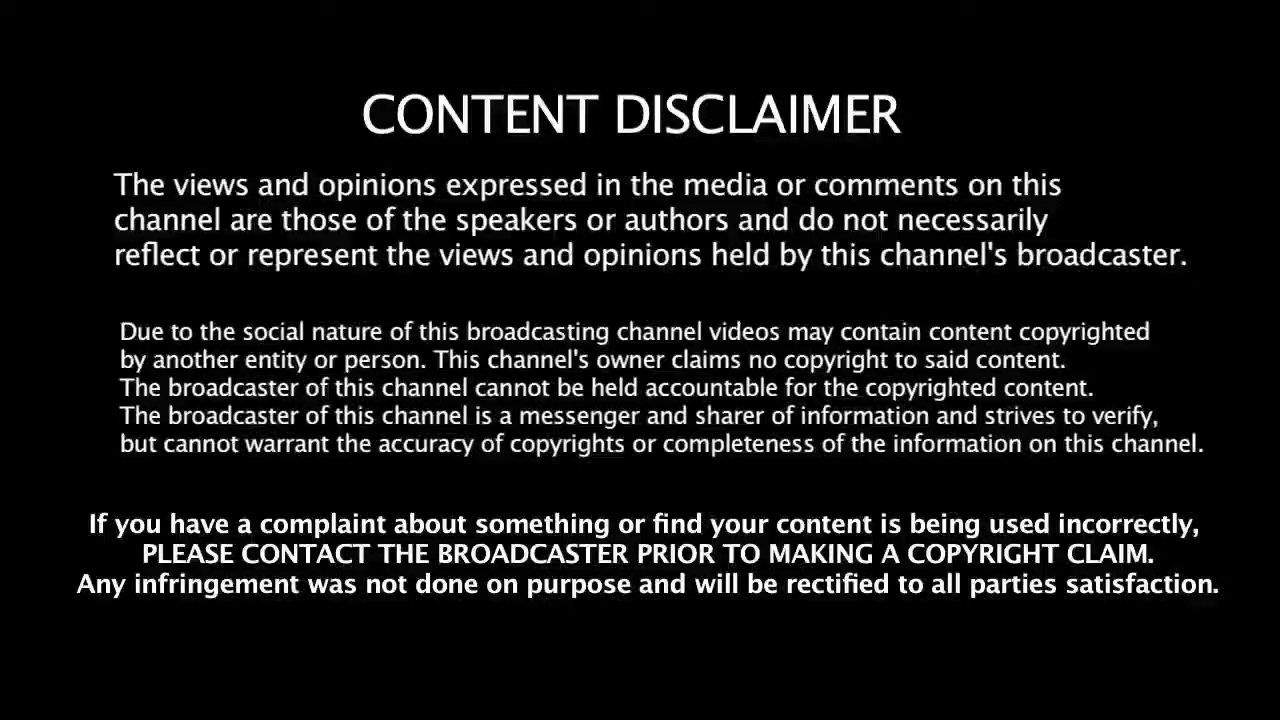 CONTENT DISCLAIMER
The views and opinions expressed in the media or comments on this
channel are those of the speakers or authors and do not necessarily
reflect or represent the views and opinions held by this channel's broadcaster.
Due to the social nature of this broadcasting channel videos may contain content copyrighted
by another entity or person. This channel's owner claims no copyright to said content.
The broadcaster of this channel cannot be held accountable for the copyrighted content.
The broadcaster of this channel is a messenger and sharer of information and strives to verify,
but cannot warrant the accuracy of copyrights or completeness of the information on this channel.
If you have a complaint about something or find your content is being used incorrectly,
PLEASE CONTACT THE BROADCASTER PRIOR TO MAKING A COPYRIGHT CLAIM.
Any infringement was not done on purpose and will be rectified to all parties satisfaction.